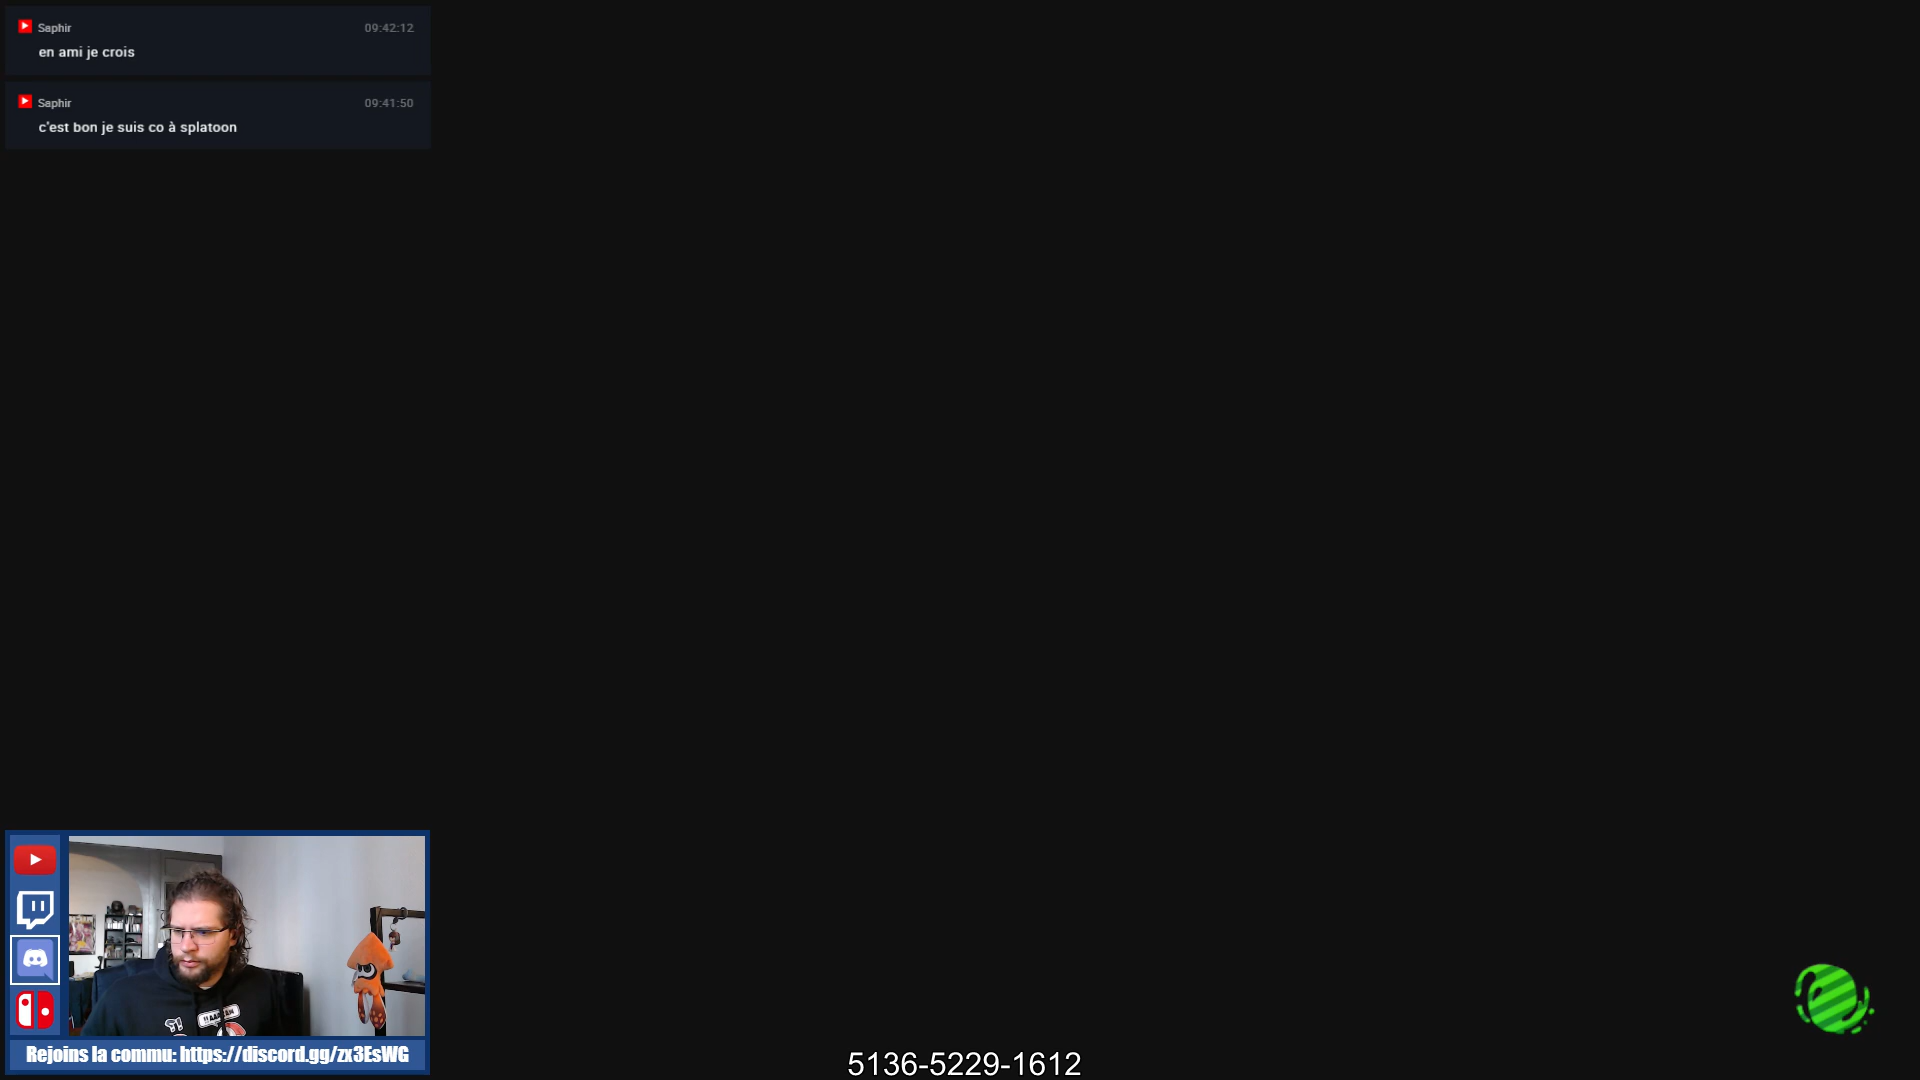 Saphir 09:42:12
en ami je crois
Saphir 09:41:50
c'est bon je suis co à splatoon
Rejoins la commu: https://discord.gg/zx3EsWG
5136-5229-1612